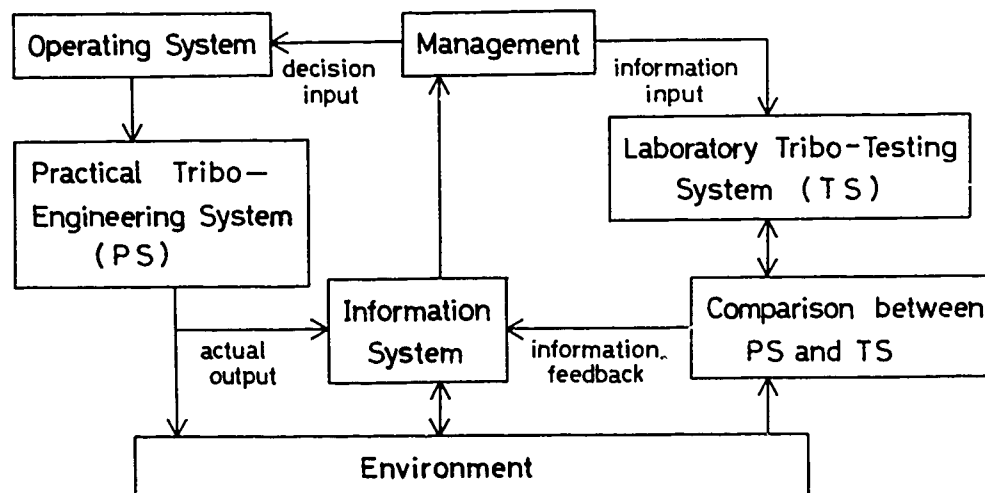 Operating System
Management
decision
input
information
input
Practical Tribo—
Engineering System
(PS)
Laboratory Tribo-Testing
System (TS)
Information
System
Comparison between
PS and TS
actual
output
information
feedback
Environment